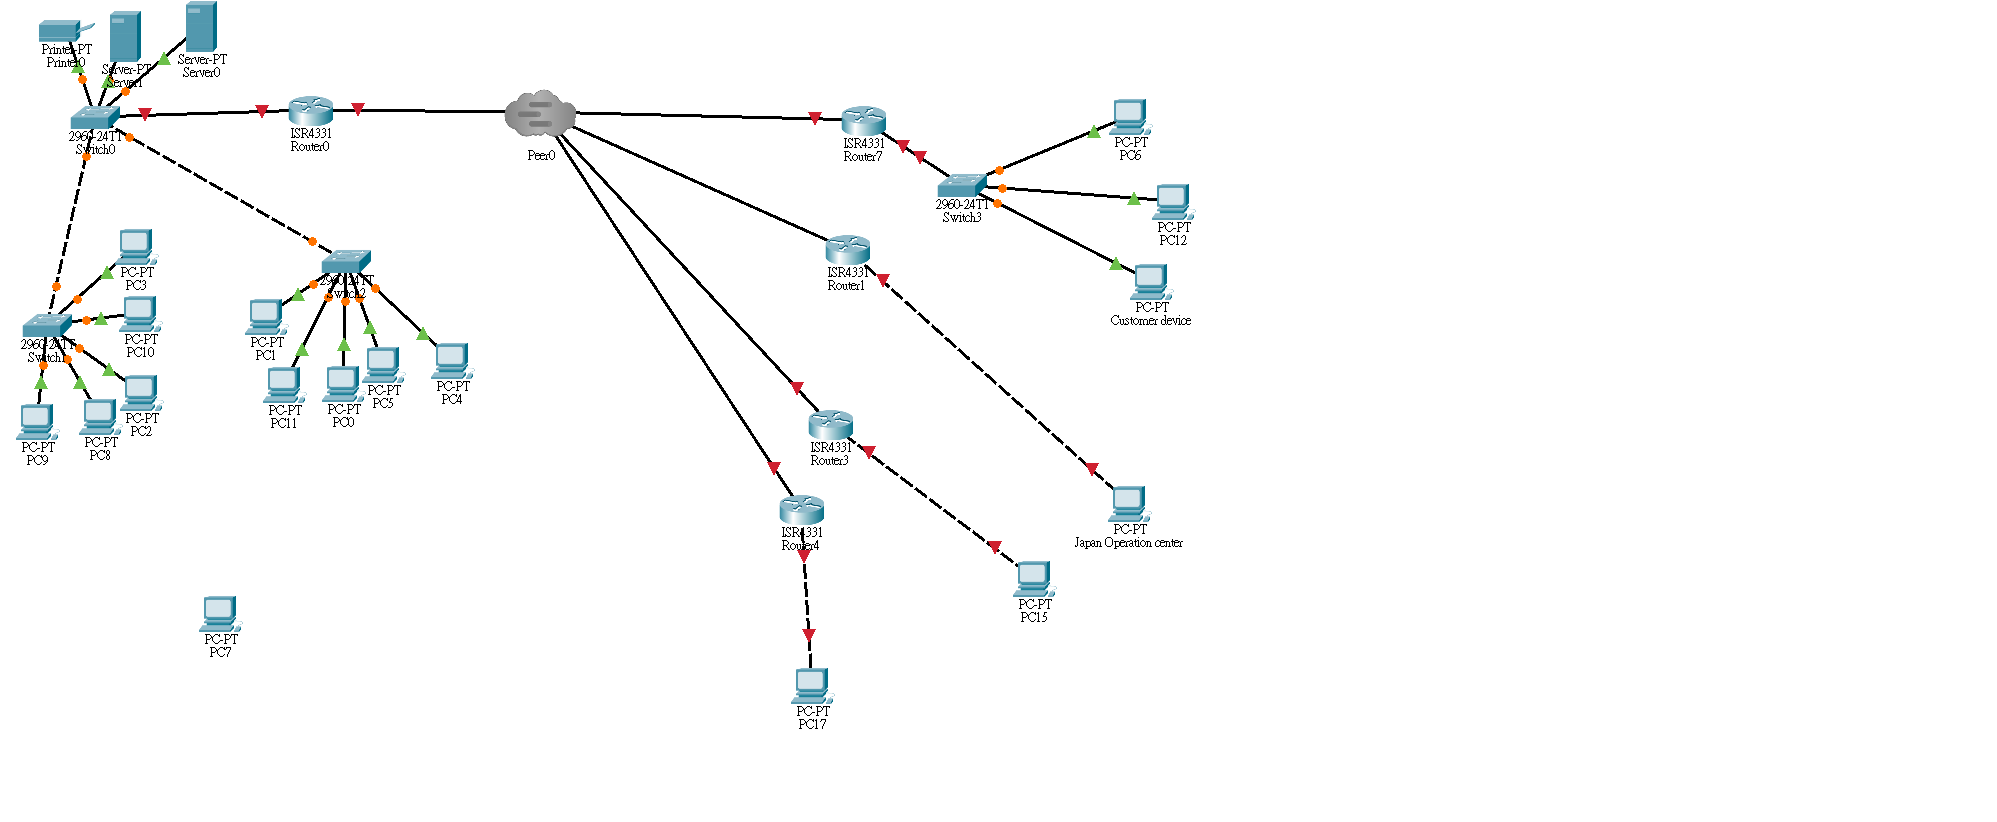 Printer-PT
Printer0
Server-PT
Server1
Server-PT
Server0
2960-24TT
Switch0
ISR4331
Router0
Peer0
ISR4331
Router7
PC-PT
PC6
2960-24TT
Switch3
PC-PT
PC12
PC-PT
Customer device
ISR4331
Router1
PC-PT
PC3
2960-24TT
Switch2
PC-PT
PC10
2960-24TT
Switch1
PC-PT
PC1
PC-PT
PC11
PC-PT
PC0
PC-PT
PC5
PC-PT
PC4
PC-PT
PC2
PC-PT
PC8
PC-PT
PC9
ISR4331
Router3
ISR4331
Router4
PC-PT
Japan Operation center
PC-PT
PC15
PC-PT
PC7
PC-PT
PC17